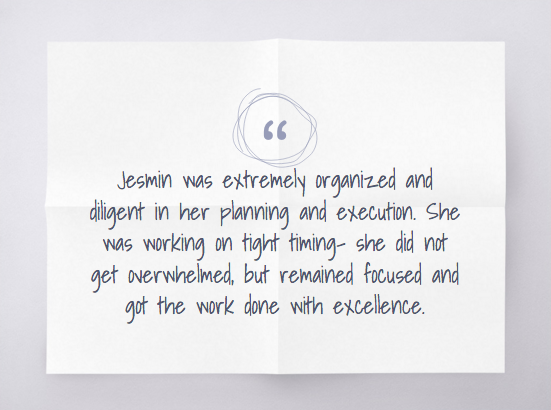 “
Jesmin was extremely organized and
diligent in her planning and execution. She
was working on tight timing- she did not
get overwhelmed, but remained focused and
got the work done with excellence.